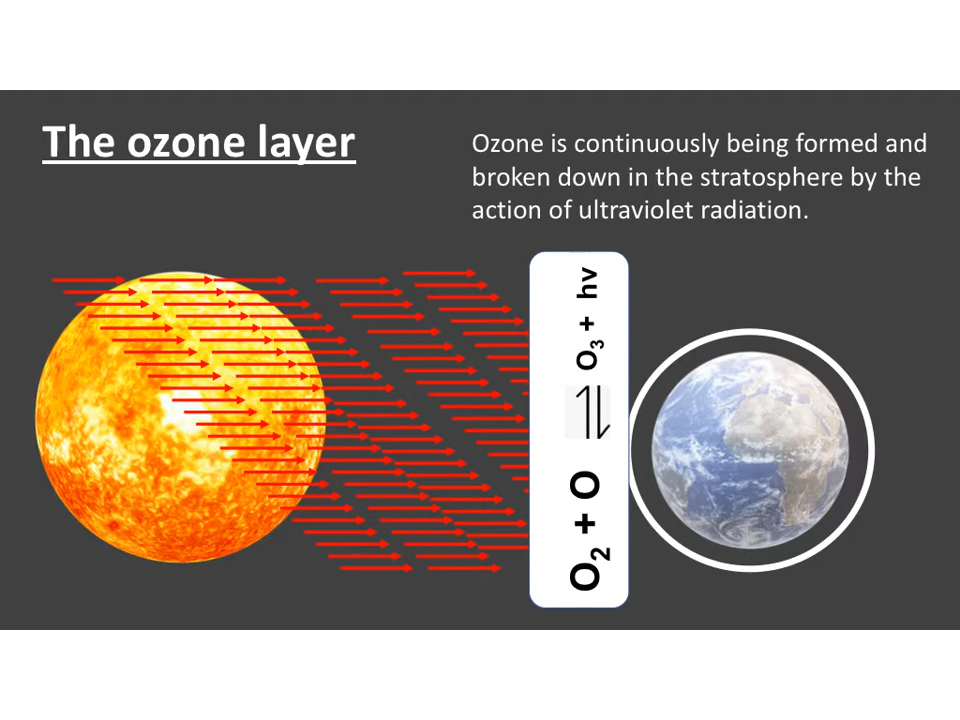 The ozone layer
Ozone is continuously being formed and
broken down in the stratosphere by the
action of ultraviolet radiation.
O₂ + O ⇌ O₃ + hv